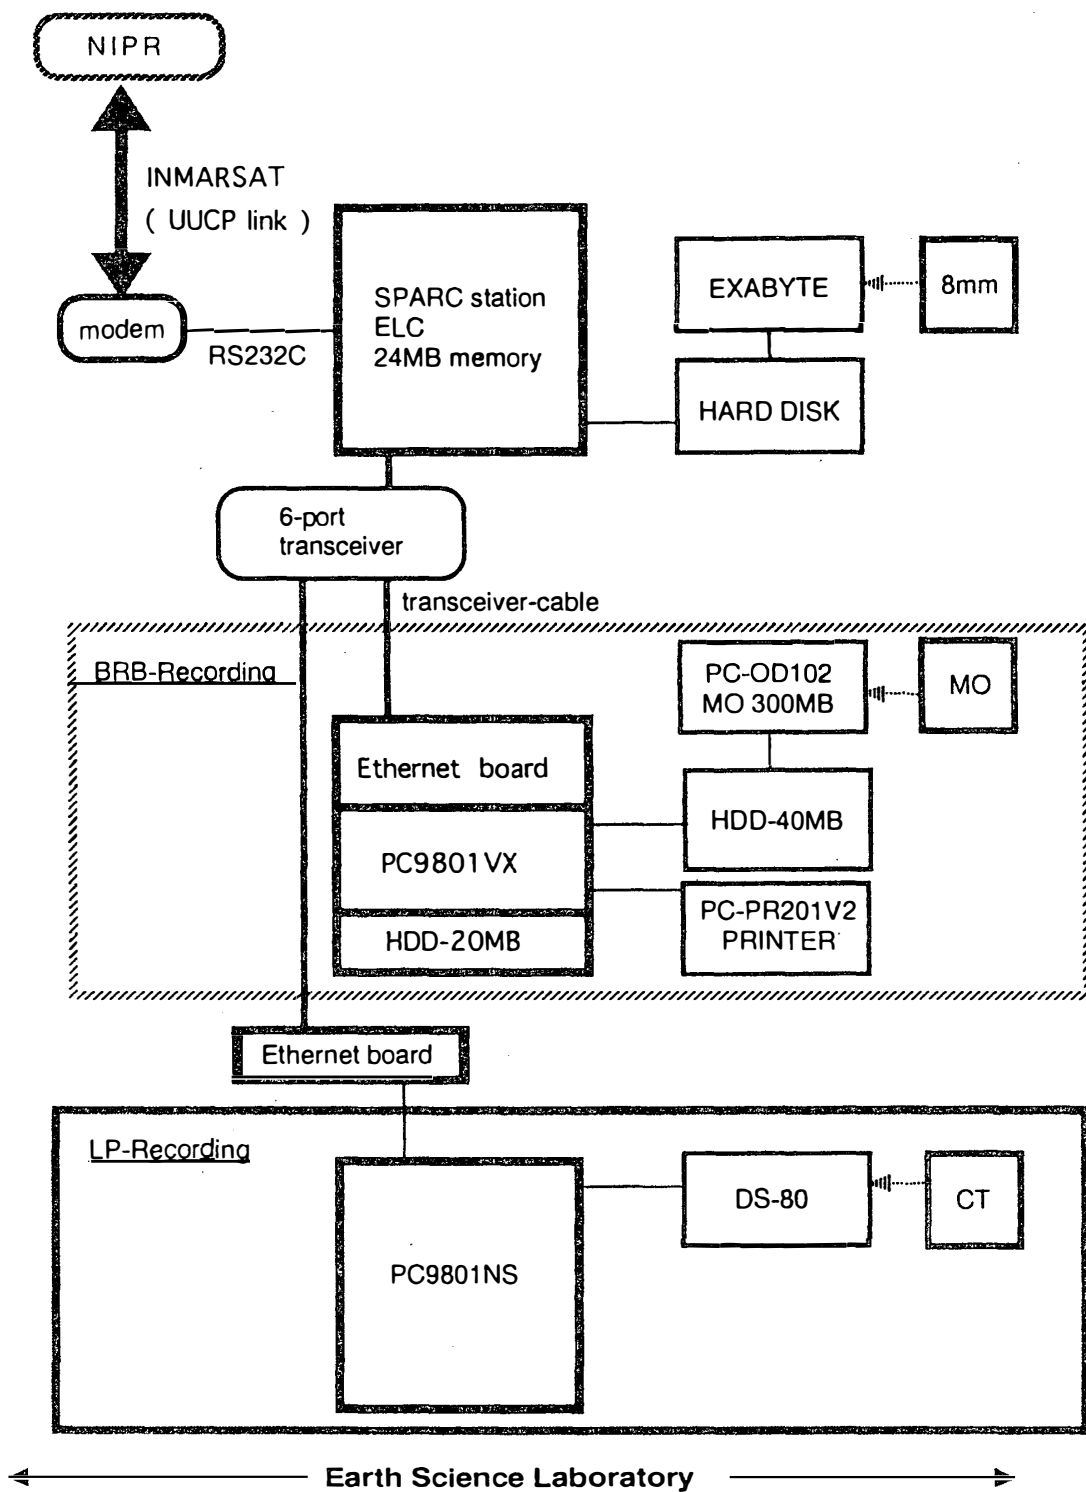 NIPR
INMARSAT
( UUCP link )
modem
RS232C
SPARC station
ELC
24MB memory
EXABYTE
8mm
HARD DISK
6-port
transceiver
transceiver-cable
BRB-Recording
PC-OD102
MO 300MB
MO
Ethernet board
HDD-40MB
PC9801VX
PC-PR201V2
PRINTER
HDD-20MB
Ethernet board
LP-Recording
DS-80
CT
PC9801NS
Earth Science Laboratory